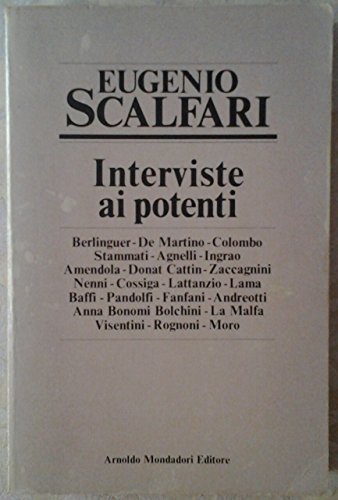 EUGENIO
SCALFARI
Interviste
ai potenti
Berlinguer - De Martino - Colombo
Stammati - Agnelli - Ingrao
Amendola - Donat Cattin - Zaccagnini
Nenni - Cossiga - Lattanzio - Lama
Baffi - Pandolfi - Fanfani - Andreotti
Anna Bonomi Bolchini - La Malfa
Visentini - Rognoni - Moro
Arnoldo Mondadori Editore